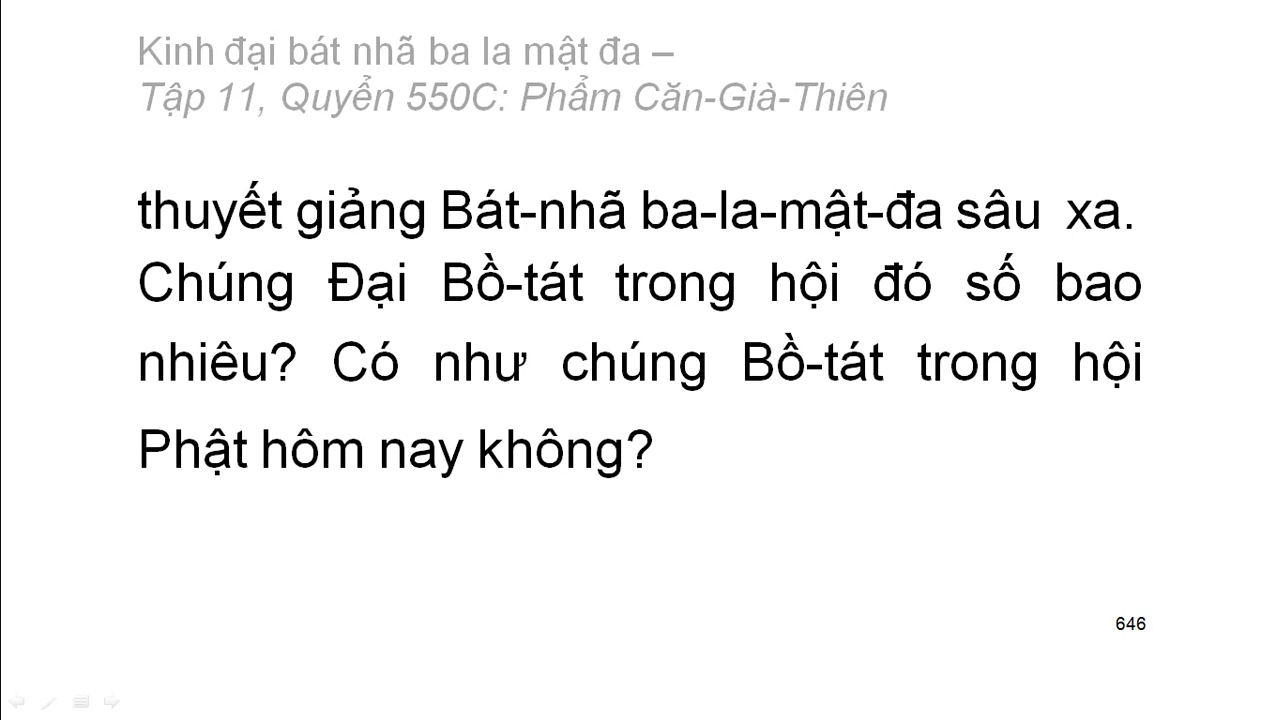 Kinh đại bát nhã ba la mật đa –
Tập 11, Quyển 550C: Phẩm Căn-Già-Thiên
thuyết giảng Bát-nhã ba-la-mật-đa sâu xa.
Chúng Đại Bồ-tát trong hội đó số bao
nhiêu? Có như chúng Bồ-tát trong hội
Phật hôm nay không?
646